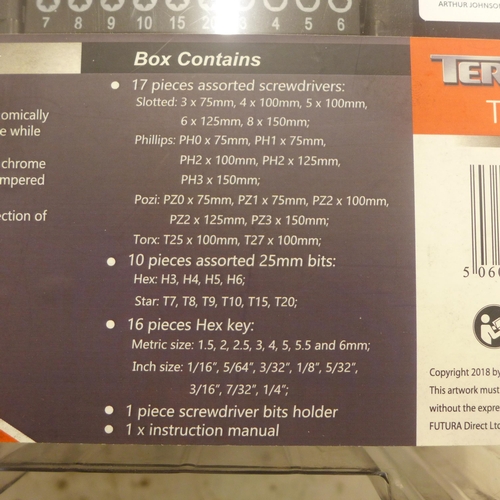 ARTHUR JOHNSON
7 8 9 10 15 20 3 4 5 6
Box Contains
• 17 pieces assorted screwdrivers:
Slotted: 3 x 75mm, 4 x 100mm, 5 x 100mm,
6 x 125mm, 8 x 150mm;
Phillips: PH0 x 75mm, PH1 x 75mm,
PH2 x 100mm, PH2 x 125mm,
PH3 x 150mm;
Pozi: PZ0 x 75mm, PZ1 x 75mm, PZ2 x 100mm,
PZ2 x 125mm, PZ3 x 150mm;
Torx: T25 x 100mm, T27 x 100mm;
• 10 pieces assorted 25mm bits:
Hex: H3, H4, H5, H6;
Star: T7, T8, T9, T10, T15, T20;
• 16 pieces Hex key:
Metric size: 1.5, 2, 2.5, 3, 4, 5, 5.5 and 6mm;
Inch size: 1/16”, 5/64”, 3/32”, 1/8”, 5/32”,
3/16”, 7/32”, 1/4”;
• 1 piece screwdriver bits holder
• 1 x instruction manual
omically
e while
chrome
mpered
ection of
TER
T
5 060
Copyright 2018 by
This artwork must
without the expre
FUTURA Direct Ltd